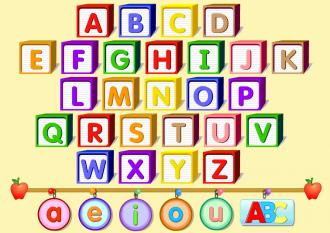 A B C D
E F G H I J K
L M N O P
Q R S T U V
W X Y Z
a e i o u ABC